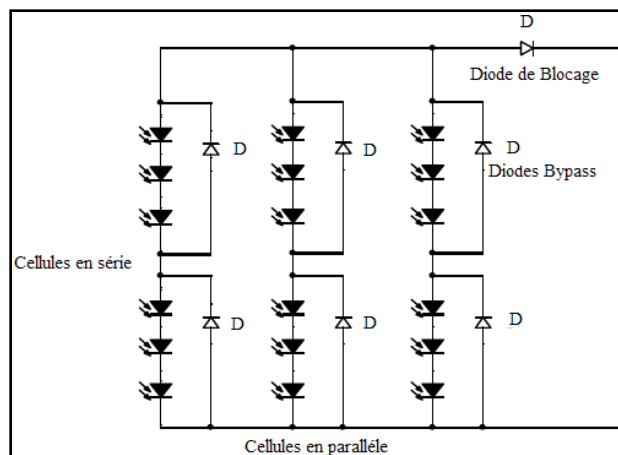 D
Diode de Blocage
D
D
D
Diodes Bypass
Cellules en série
D
D
D
Cellules en paralléle